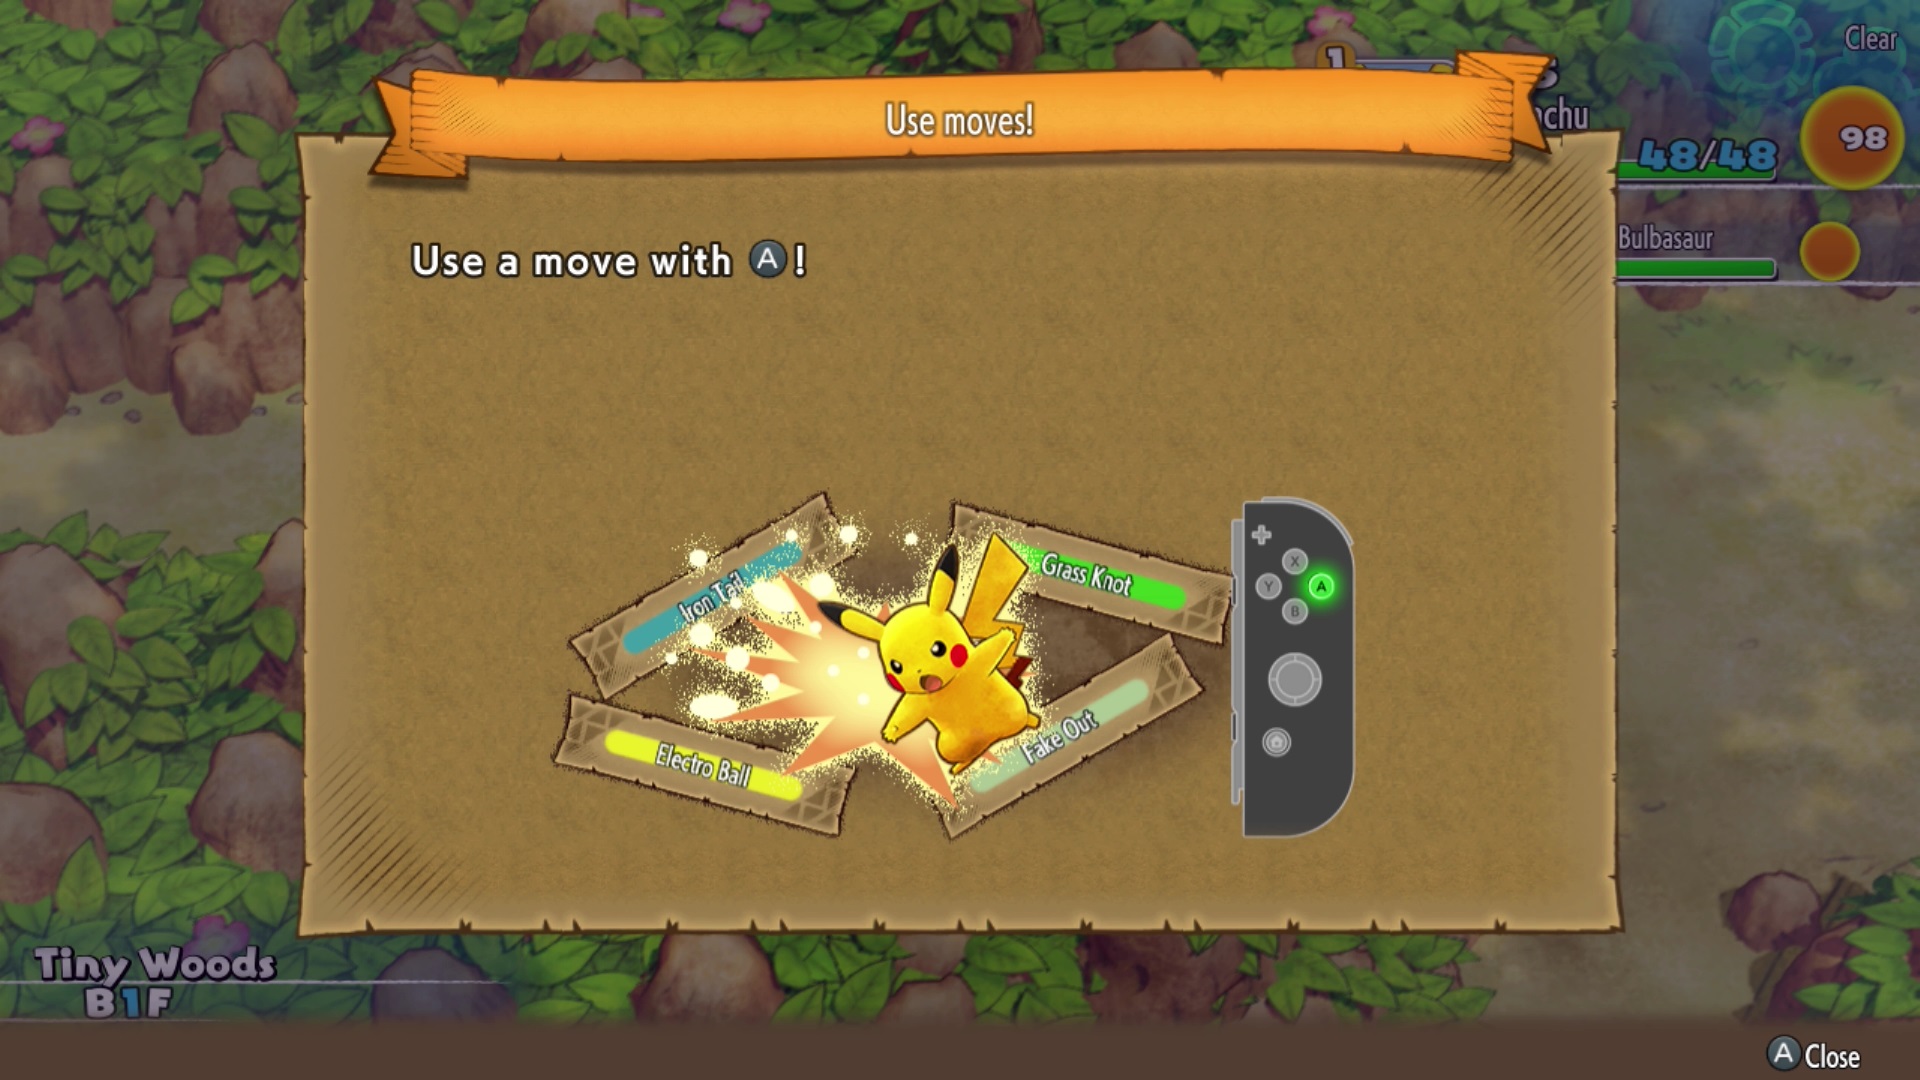 Clear
1
Use moves!
chu
98
48/48
Use a move with A!
Bulbasaur
Iron Tail
Grass Knot
X
Y
A
B
Electro Ball
Fake Out
Tiny Woods
B1F
A Close